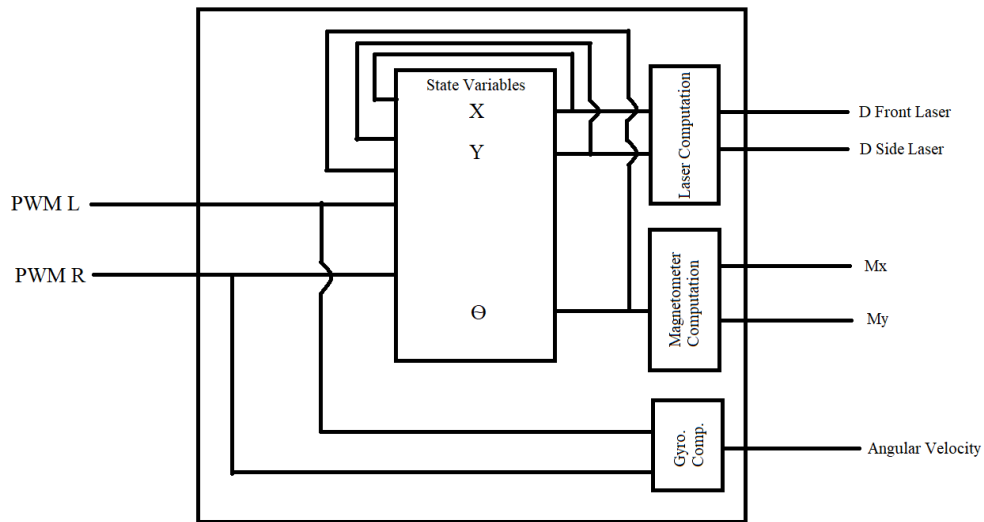 State Variables
X
Y
Ɵ
PWM L
PWM R
Laser Computation
Magnetometer
Computation
Gyro.
Comp.
D Front Laser
D Side Laser
Mx
My
Angular Velocity